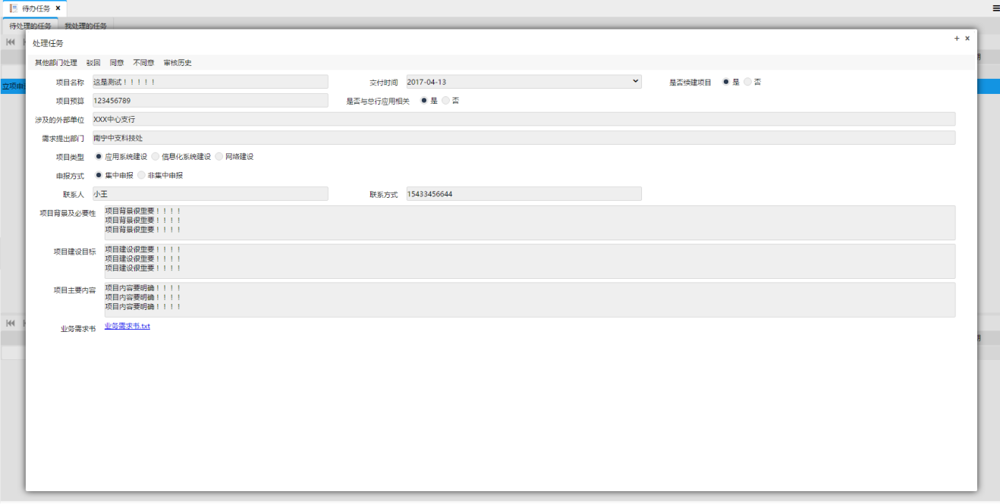 待办任务 ×
待处理的任务 我处理的任务
处理任务 + ×
其他部门处理 驳回 同意 不同意 审核历史
项目名称 这是测试！！！！！ 交付时间 2017-04-13 是否续建项目 是 否
项目预算 123456789 是否与总行应用相关 是 否
涉及的外部单位 XXX中心支行
需求提出部门 南宁中支科技处
项目类型 应用系统建设 信息化系统建设 网络建设
申报方式 集中申报 非集中申报
联系人 小王 联系方式 15433456644
项目背景及必要性 项目背景很重要！！！！
项目背景很重要！！！！
项目背景很重要！！！！
项目建设目标 项目建设很重要！！！！
项目建设很重要！！！！
项目建设很重要！！！！
项目主要内容 项目内容要明确！！！！
项目内容要明确！！！！
项目内容要明确！！！！
业务需求书 业务需求书.txt
立项申
期
期